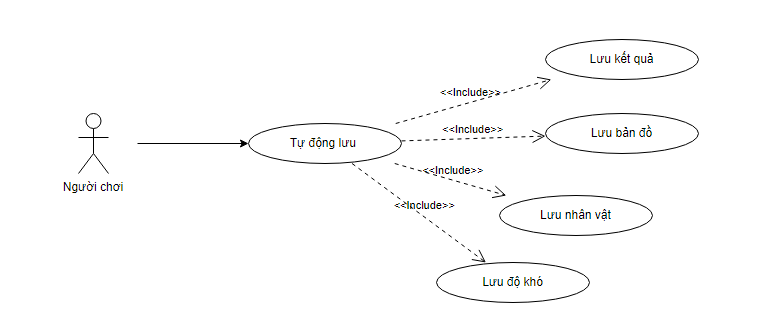 Lưu kết quả
<<Include>>
Lưu bản đồ
<<Include>>
Tự động lưu
<<Include>>
Người chơi
<<Include>>
Lưu nhân vật
Lưu độ khó